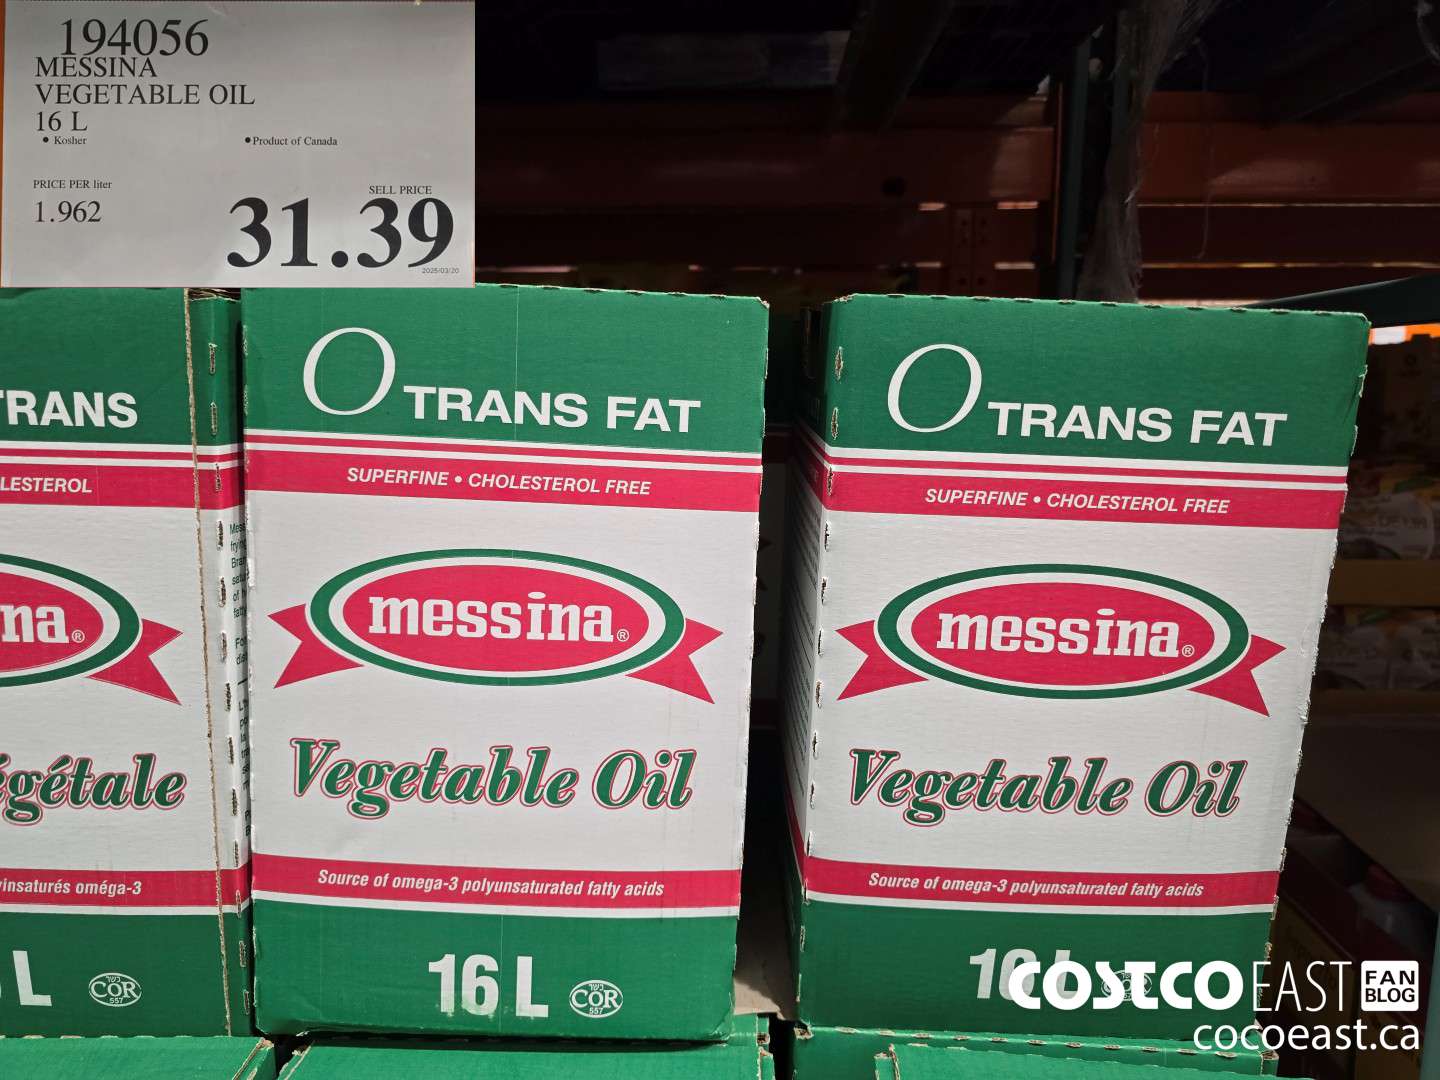 194056
MESSINA
VEGETABLE OIL
16 L
• Kosher
• Product of Canada
PRICE PER liter
1.962
SELL PRICE
31.39
2025/03/20
TRANS
LESTEROL
na®
égétale
insaturés oméga-3
L
COR
557
O TRANS FAT
SUPERFINE • CHOLESTEROL FREE
messina®
Vegetable Oil
Source of omega-3 polyunsaturated fatty acids
16 L
כשר
COR
557
O TRANS FAT
SUPERFINE • CHOLESTEROL FREE
messina®
Vegetable Oil
Source of omega-3 polyunsaturated fatty acids
16 L
COSTCO EAST FAN BLOG
cocoeast.ca